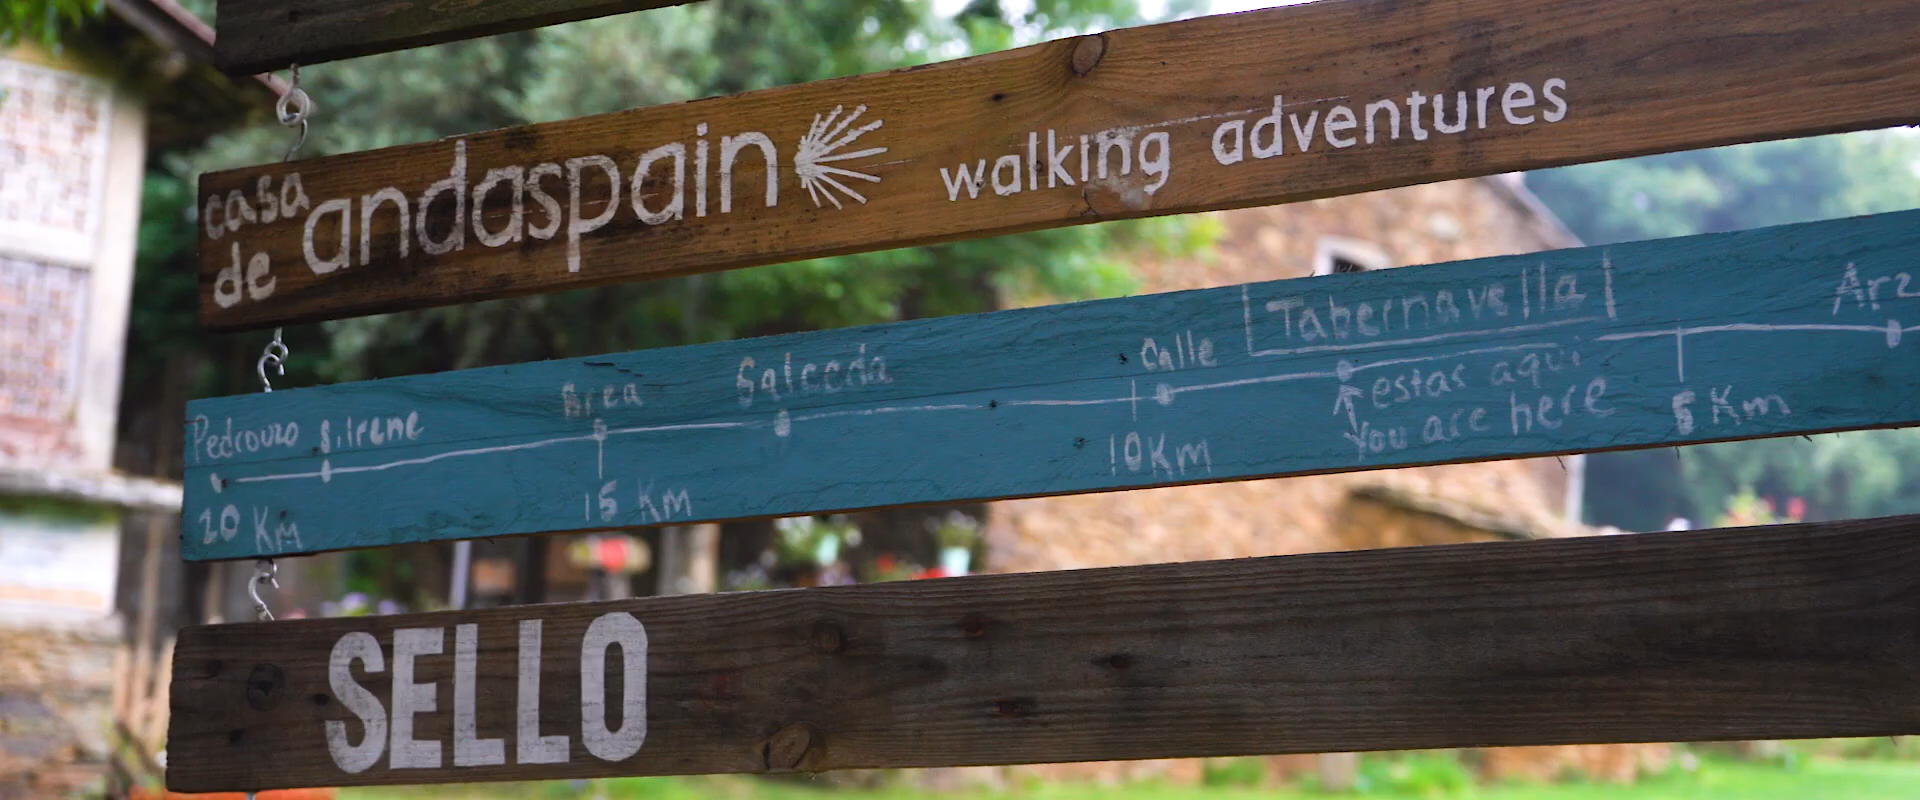 casa de andaspain walking adventures
Pedrouzo S.Irene Area Salceda Calle Tabernavella Arz
estas aqui
You are here
20 Km 15 Km 10Km 5 Km
SELLO